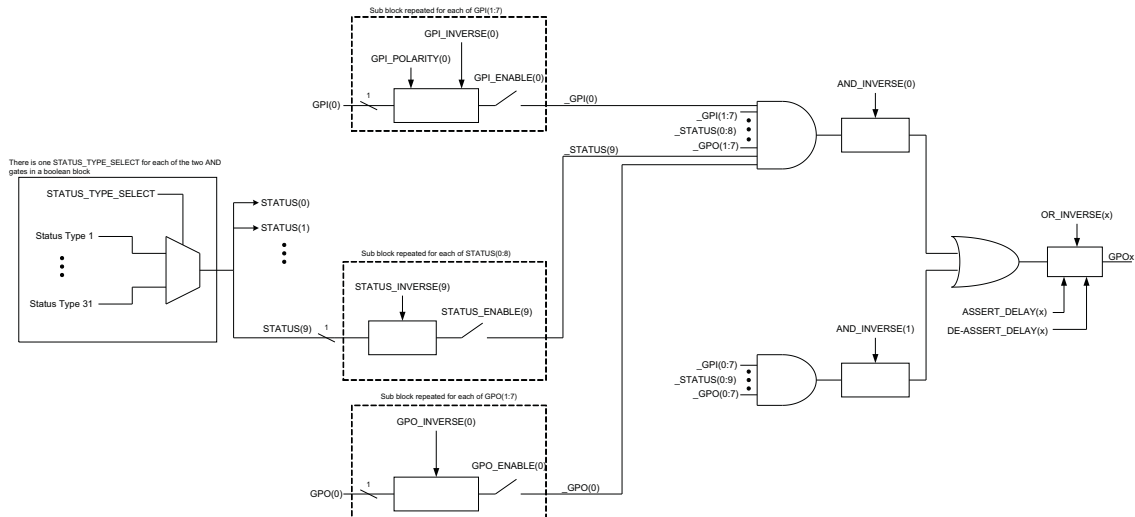 Sub block repeated for each of GPI(1:7)
GPI_INVERSE(0)
GPI_POLARITY(0)
GPI_ENABLE(0)
GPI(0)
1
_GPI(0)
_GPI(1:7)
_STATUS(0:8)
_GPO(1:7)
AND_INVERSE(0)
There is one STATUS_TYPE_SELECT for each of the two AND
gates in a boolean block
STATUS_TYPE_SELECT
Status Type 1
Status Type 31
STATUS(0)
STATUS(1)
STATUS(9)
1
Sub block repeated for each of STATUS(0:8)
STATUS_INVERSE(9)
STATUS_ENABLE(9)
_STATUS(9)
OR_INVERSE(x)
GPOx
ASSERT_DELAY(x)
DE-ASSERT_DELAY(x)
AND_INVERSE(1)
_GPI(0:7)
_STATUS(0:9)
_GPO(0:7)
Sub block repeated for each of GPO(1:7)
GPO_INVERSE(0)
GPO_ENABLE(0)
GPO(0)
1
_GPO(0)